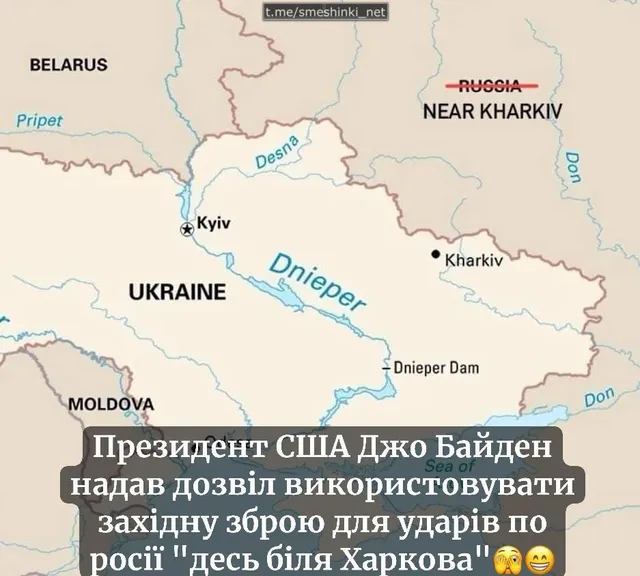 t.me/smeshinki_net
BELARUS
RUSSIA
NEAR KHARKIV
Pripet
Desna
Don
Kyiv
Kharkiv
Dnieper
UKRAINE
Dnieper Dam
MOLDOVA
Don
Sea of
Президент США Джо Байден
надав дозвіл використовувати
західну зброю для ударів по
росії "десь біля Харкова"🫣😁